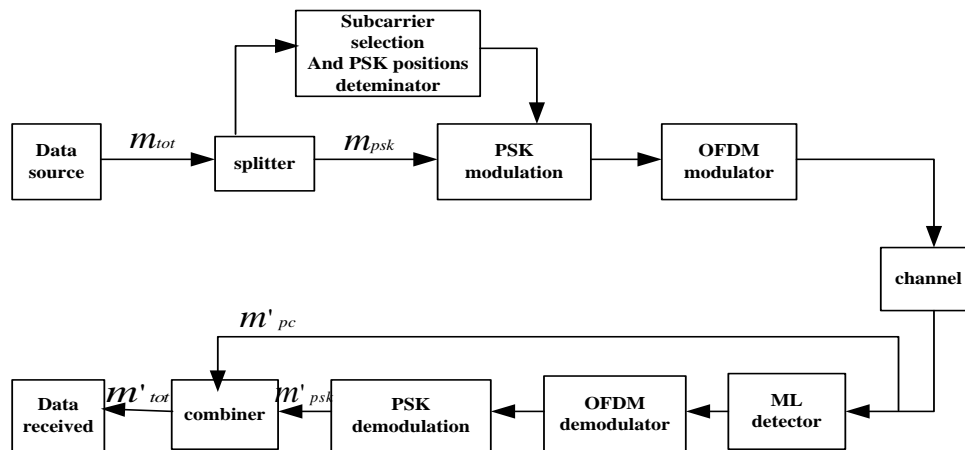 Subcarrier
selection
And PSK positions
deteminator
Data
source
m_tot
splitter
m_psk
PSK
modulation
OFDM
modulator
channel
m'_pc
Data
received
m'_tot
combiner
m'_psk
PSK
demodulation
OFDM
demodulator
ML
detector